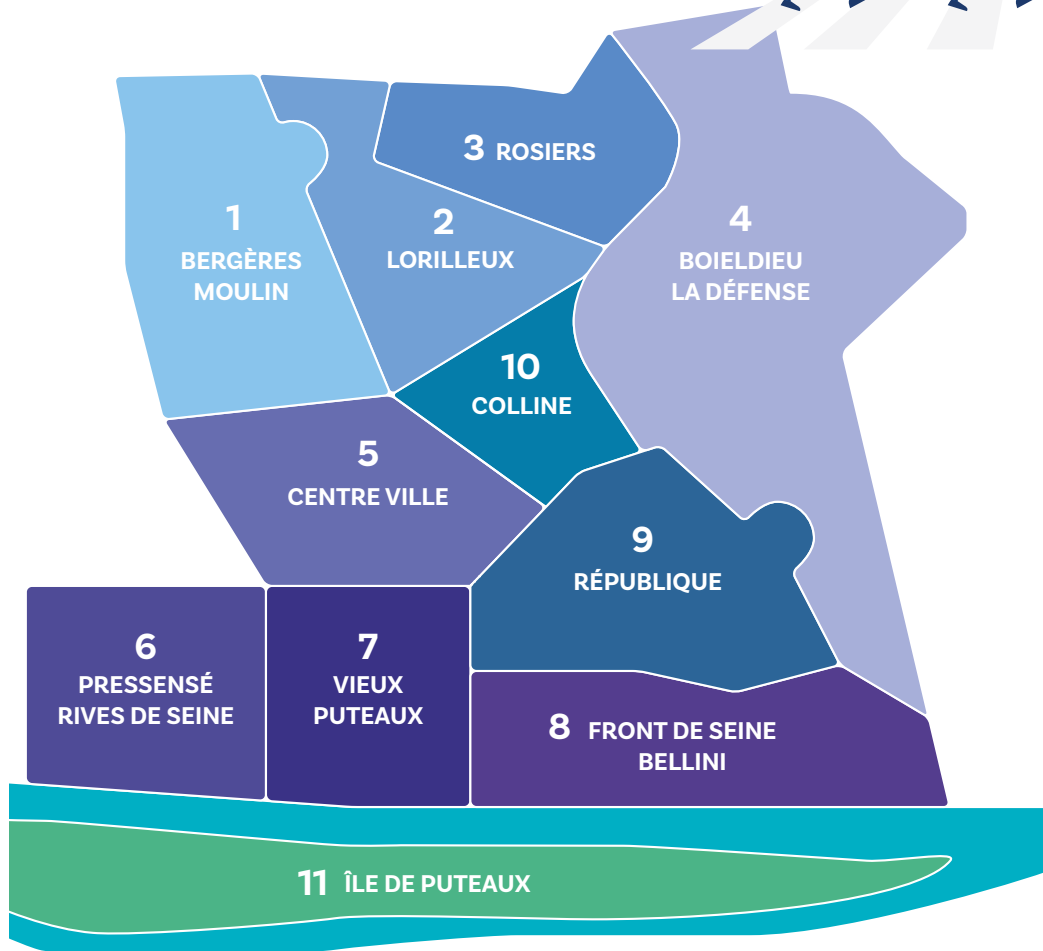 1
BERGÈRES
MOULIN
2
LORILLEUX
3 ROSIERS
4
BOIELDIEU
LA DÉFENSE
5
CENTRE VILLE
6
PRESSENSÉ
RIVES DE SEINE
7
VIEUX
PUTEAUX
8 FRONT DE SEINE
BELLINI
9
RÉPUBLIQUE
10
COLLINE
11 ÎLE DE PUTEAUX